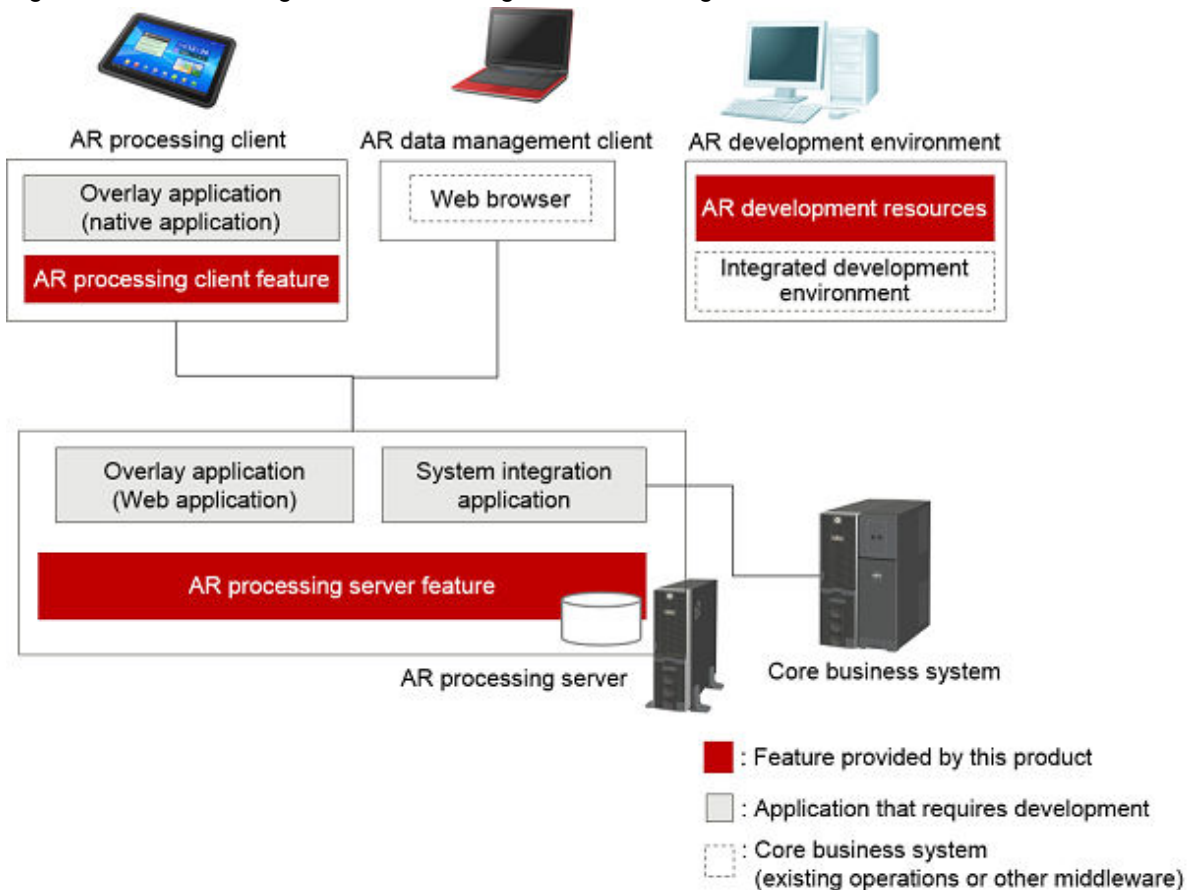 AR processing client
AR data management client
AR development environment
Overlay application
(native application)
AR processing client feature
Web browser
AR development resources
Integrated development
environment
Overlay application
(Web application)
System integration
application
AR processing server feature
AR processing server
Core business system
: Feature provided by this product
: Application that requires development
: Core business system
(existing operations or other middleware)